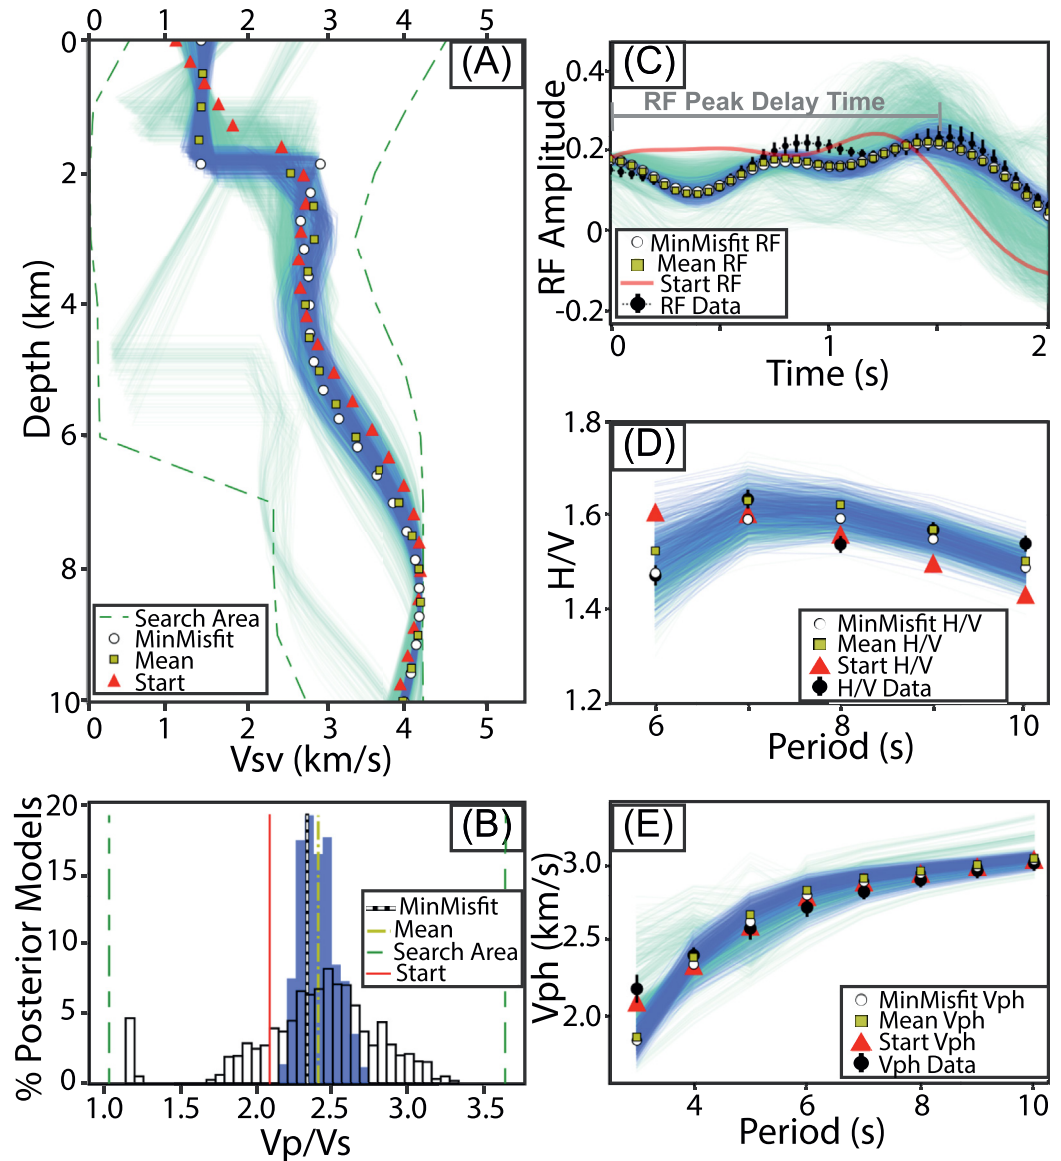 0 1 2 3 4 5
(A)
0
2
4
6
8
10
Depth (km)
Search Area
MinMisfit
Mean
Start
0 1 2 3 4 5
Vsv (km/s)
(B)
20
15
10
5
0
% Posterior Models
MinMisfit
Mean
Search Area
Start
1.0 1.5 2.0 2.5 3.0 3.5
Vp/Vs
(C)
0.4
0.2
0
-0.2
RF Amplitude
RF Peak Delay Time
MinMisfit RF
Mean RF
Start RF
RF Data
0 1 2
Time (s)
(D)
1.8
1.6
1.4
1.2
H/V
MinMisfit H/V
Mean H/V
Start H/V
H/V Data
6 8 10
Period (s)
(E)
3.0
2.5
2.0
Vph (km/s)
MinMisfit Vph
Mean Vph
Start Vph
Vph Data
4 6 8 10
Period (s)